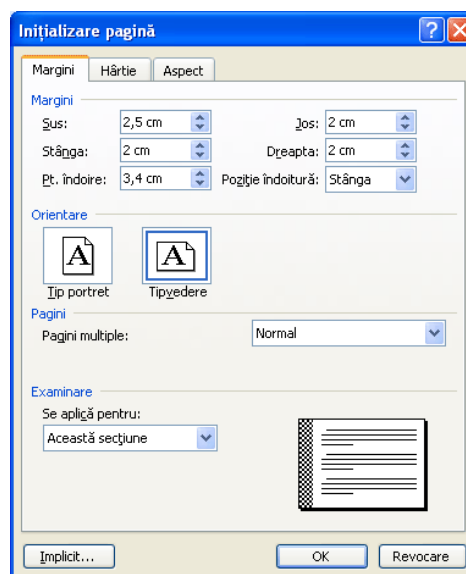 Inițializare pagină
Margini Hârtie Aspect
Margini
Sus: 2,5 cm Jos: 2 cm
Stânga: 2 cm Dreapta: 2 cm
Pt. îndoire: 3,4 cm Poziție îndoitură: Stânga
Orientare
A A
Tip portret Tipvedere
Pagini
Pagini multiple: Normal
Examinare
Se aplică pentru:
Această secțiune
Implicit... OK Revocare